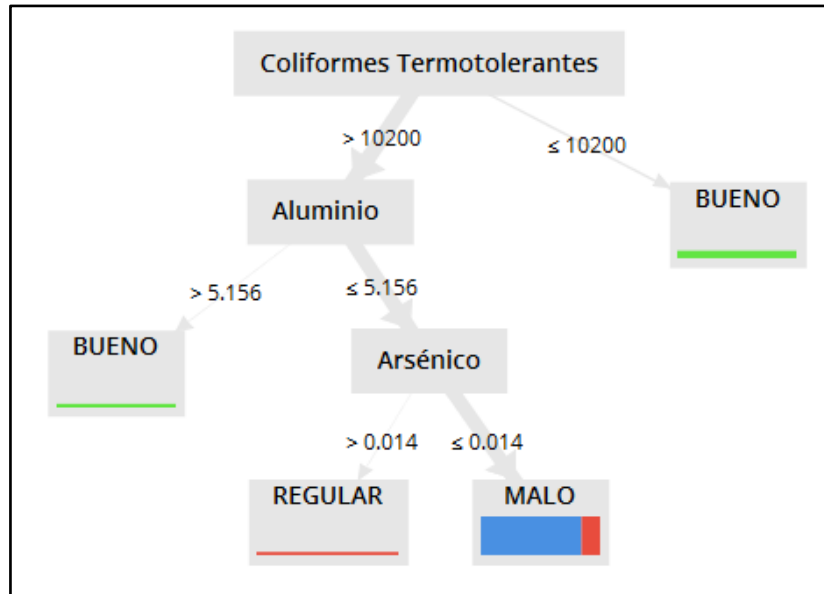 Coliformes Termotolerantes
> 10200
≤ 10200
Aluminio
BUENO
> 5.156
≤ 5.156
BUENO
Arsénico
> 0.014
≤ 0.014
REGULAR
MALO